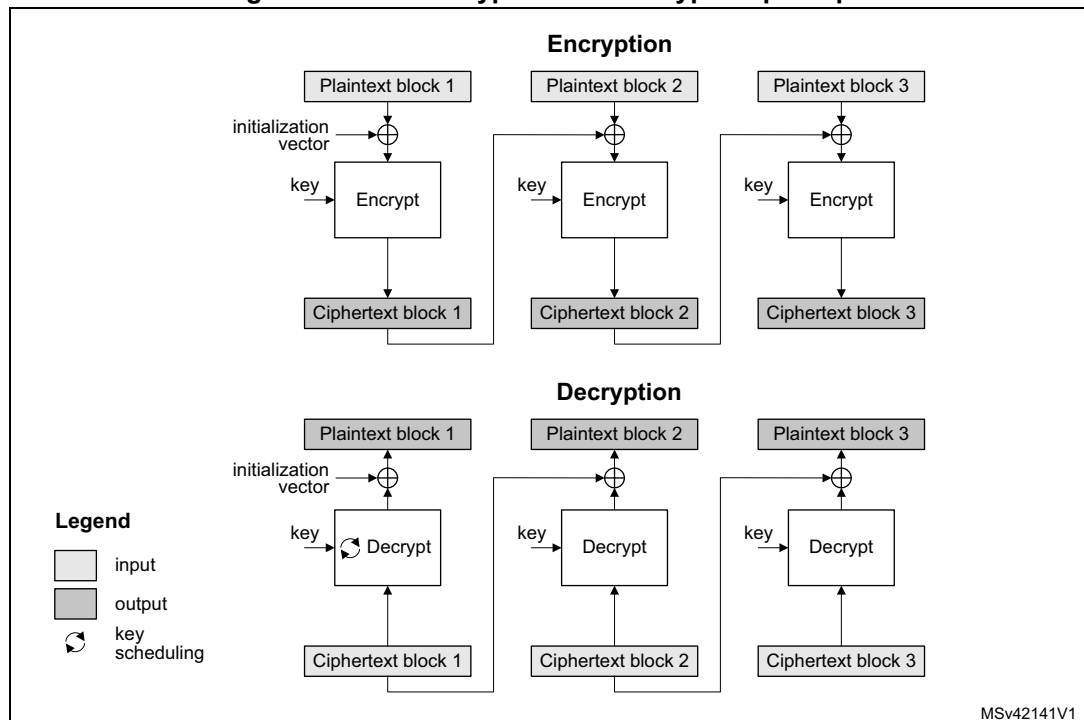 Encryption
Plaintext block 1
Plaintext block 2
Plaintext block 3
initialization
vector
key
Encrypt
key
Encrypt
key
Encrypt
Ciphertext block 1
Ciphertext block 2
Ciphertext block 3
Decryption
Plaintext block 1
Plaintext block 2
Plaintext block 3
initialization
vector
key
Decrypt
key
Decrypt
key
Decrypt
Ciphertext block 1
Ciphertext block 2
Ciphertext block 3
Legend
input
output
key
scheduling
MSv42141V1